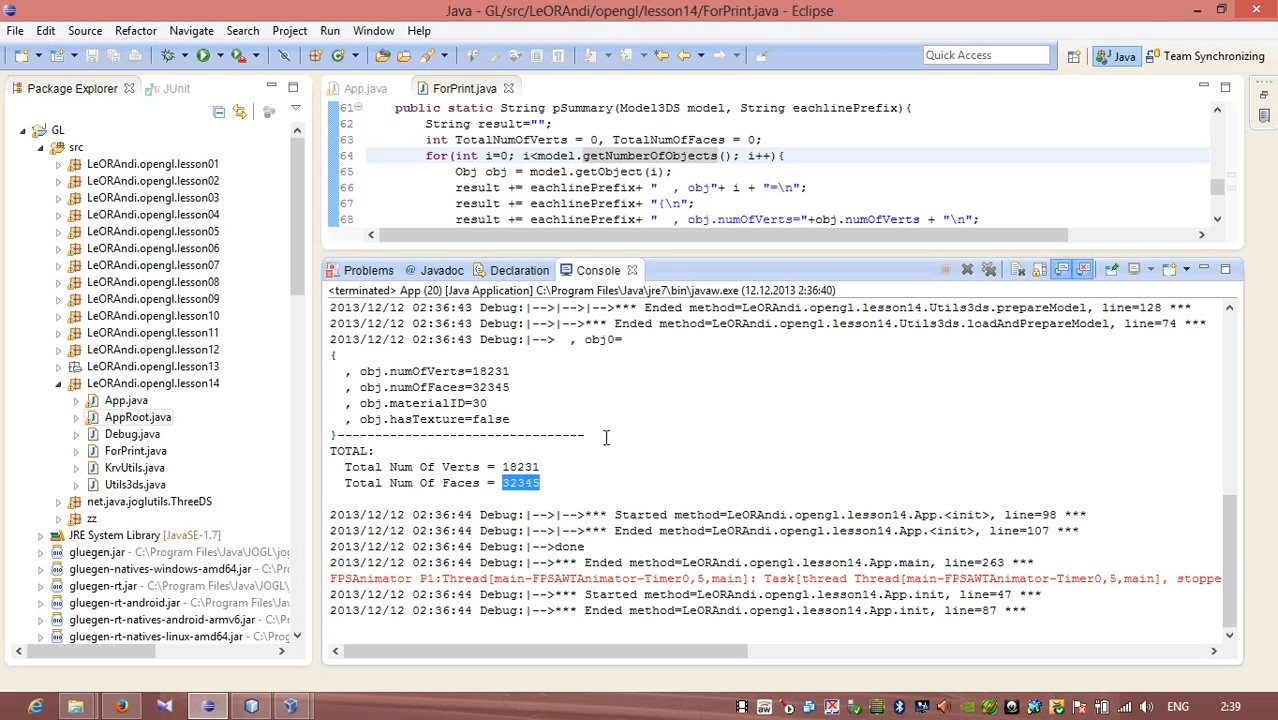 Java - GL/src/LeORAndi/opengl/lesson14/ForPrint.java - Eclipse
File Edit Source Refactor Navigate Search Project Run Window Help
Quick Access
Java
Team Synchronizing
Package Explorer
JUnit
GL
src
LeORAndi.opengl.lesson01
LeORAndi.opengl.lesson02
LeORAndi.opengl.lesson03
LeORAndi.opengl.lesson04
LeORAndi.opengl.lesson05
LeORAndi.opengl.lesson06
LeORAndi.opengl.lesson07
LeORAndi.opengl.lesson08
LeORAndi.opengl.lesson09
LeORAndi.opengl.lesson10
LeORAndi.opengl.lesson11
LeORAndi.opengl.lesson12
LeORAndi.opengl.lesson13
LeORAndi.opengl.lesson14
App.java
AppRoot.java
Debug.java
ForPrint.java
KrvUtils.java
Utils3ds.java
net.java.joglutils.ThreeDS
zz
JRE System Library [JavaSE-1.7]
gluegen.jar - C:\Program Files\Java\JOGL\jog
gluegen-natives-windows-amd64.jar - C:\Prog
gluegen-rt.jar - C:\Program Files\Java\JOGL\
gluegen-rt-android.jar - C:\Program Files\Java
gluegen-rt-natives-android-armv6.jar - C:\Prog
gluegen-rt-natives-linux-amd64.jar - C:\Prog
App.java
ForPrint.java
61 public static String pSummary(Model3DS model, String eachlinePrefix){
62 String result="";
63 int TotalNumOfVerts = 0, TotalNumOfFaces = 0;
64 for(int i=0; i<model.getNumberOfObjects(); i++){
65 Obj obj = model.getObject(i);
66 result += eachlinePrefix+ " , obj"+ i + "=\n";
67 result += eachlinePrefix+ "{\n";
68 result += eachlinePrefix+ " , obj.numOfVerts="+obj.numOfVerts + "\n";
Problems @ Javadoc Declaration Console
<terminated> App (20) [Java Application] C:\Program Files\Java\jre7\bin\javaw.exe (12.12.2013 2:36:40)
2013/12/12 02:36:43 Debug:|-->|-->|-->*** Ended method=LeORAndi.opengl.lesson14.Utils3ds.prepareModel, line=128 ***
2013/12/12 02:36:43 Debug:|-->|-->*** Ended method=LeORAndi.opengl.lesson14.Utils3ds.loadAndPrepareModel, line=74 ***
2013/12/12 02:36:43 Debug:|--> , obj0=
{
, obj.numOfVerts=18231
, obj.numOfFaces=32345
, obj.materialID=30
, obj.hasTexture=false
}---------------------------------
TOTAL:
Total Num Of Verts = 18231
Total Num Of Faces = 32345
2013/12/12 02:36:44 Debug:|-->|-->*** Started method=LeORAndi.opengl.lesson14.App.<init>, line=98 ***
2013/12/12 02:36:44 Debug:|-->|-->*** Ended method=LeORAndi.opengl.lesson14.App.<init>, line=107 ***
2013/12/12 02:36:44 Debug:|-->done
2013/12/12 02:36:44 Debug:|-->*** Ended method=LeORAndi.opengl.lesson14.App.main, line=263 ***
FPSAnimator P1:Thread[main-FPSAWTAnimator-Timer0,5,main]: Task[thread Thread[main-FPSAWTAnimator-Timer0,5,main], stoppe
2013/12/12 02:36:44 Debug:|-->*** Started method=LeORAndi.opengl.lesson14.App.init, line=47 ***
2013/12/12 02:36:44 Debug:|-->*** Ended method=LeORAndi.opengl.lesson14.App.init, line=87 ***
ENG 2:39